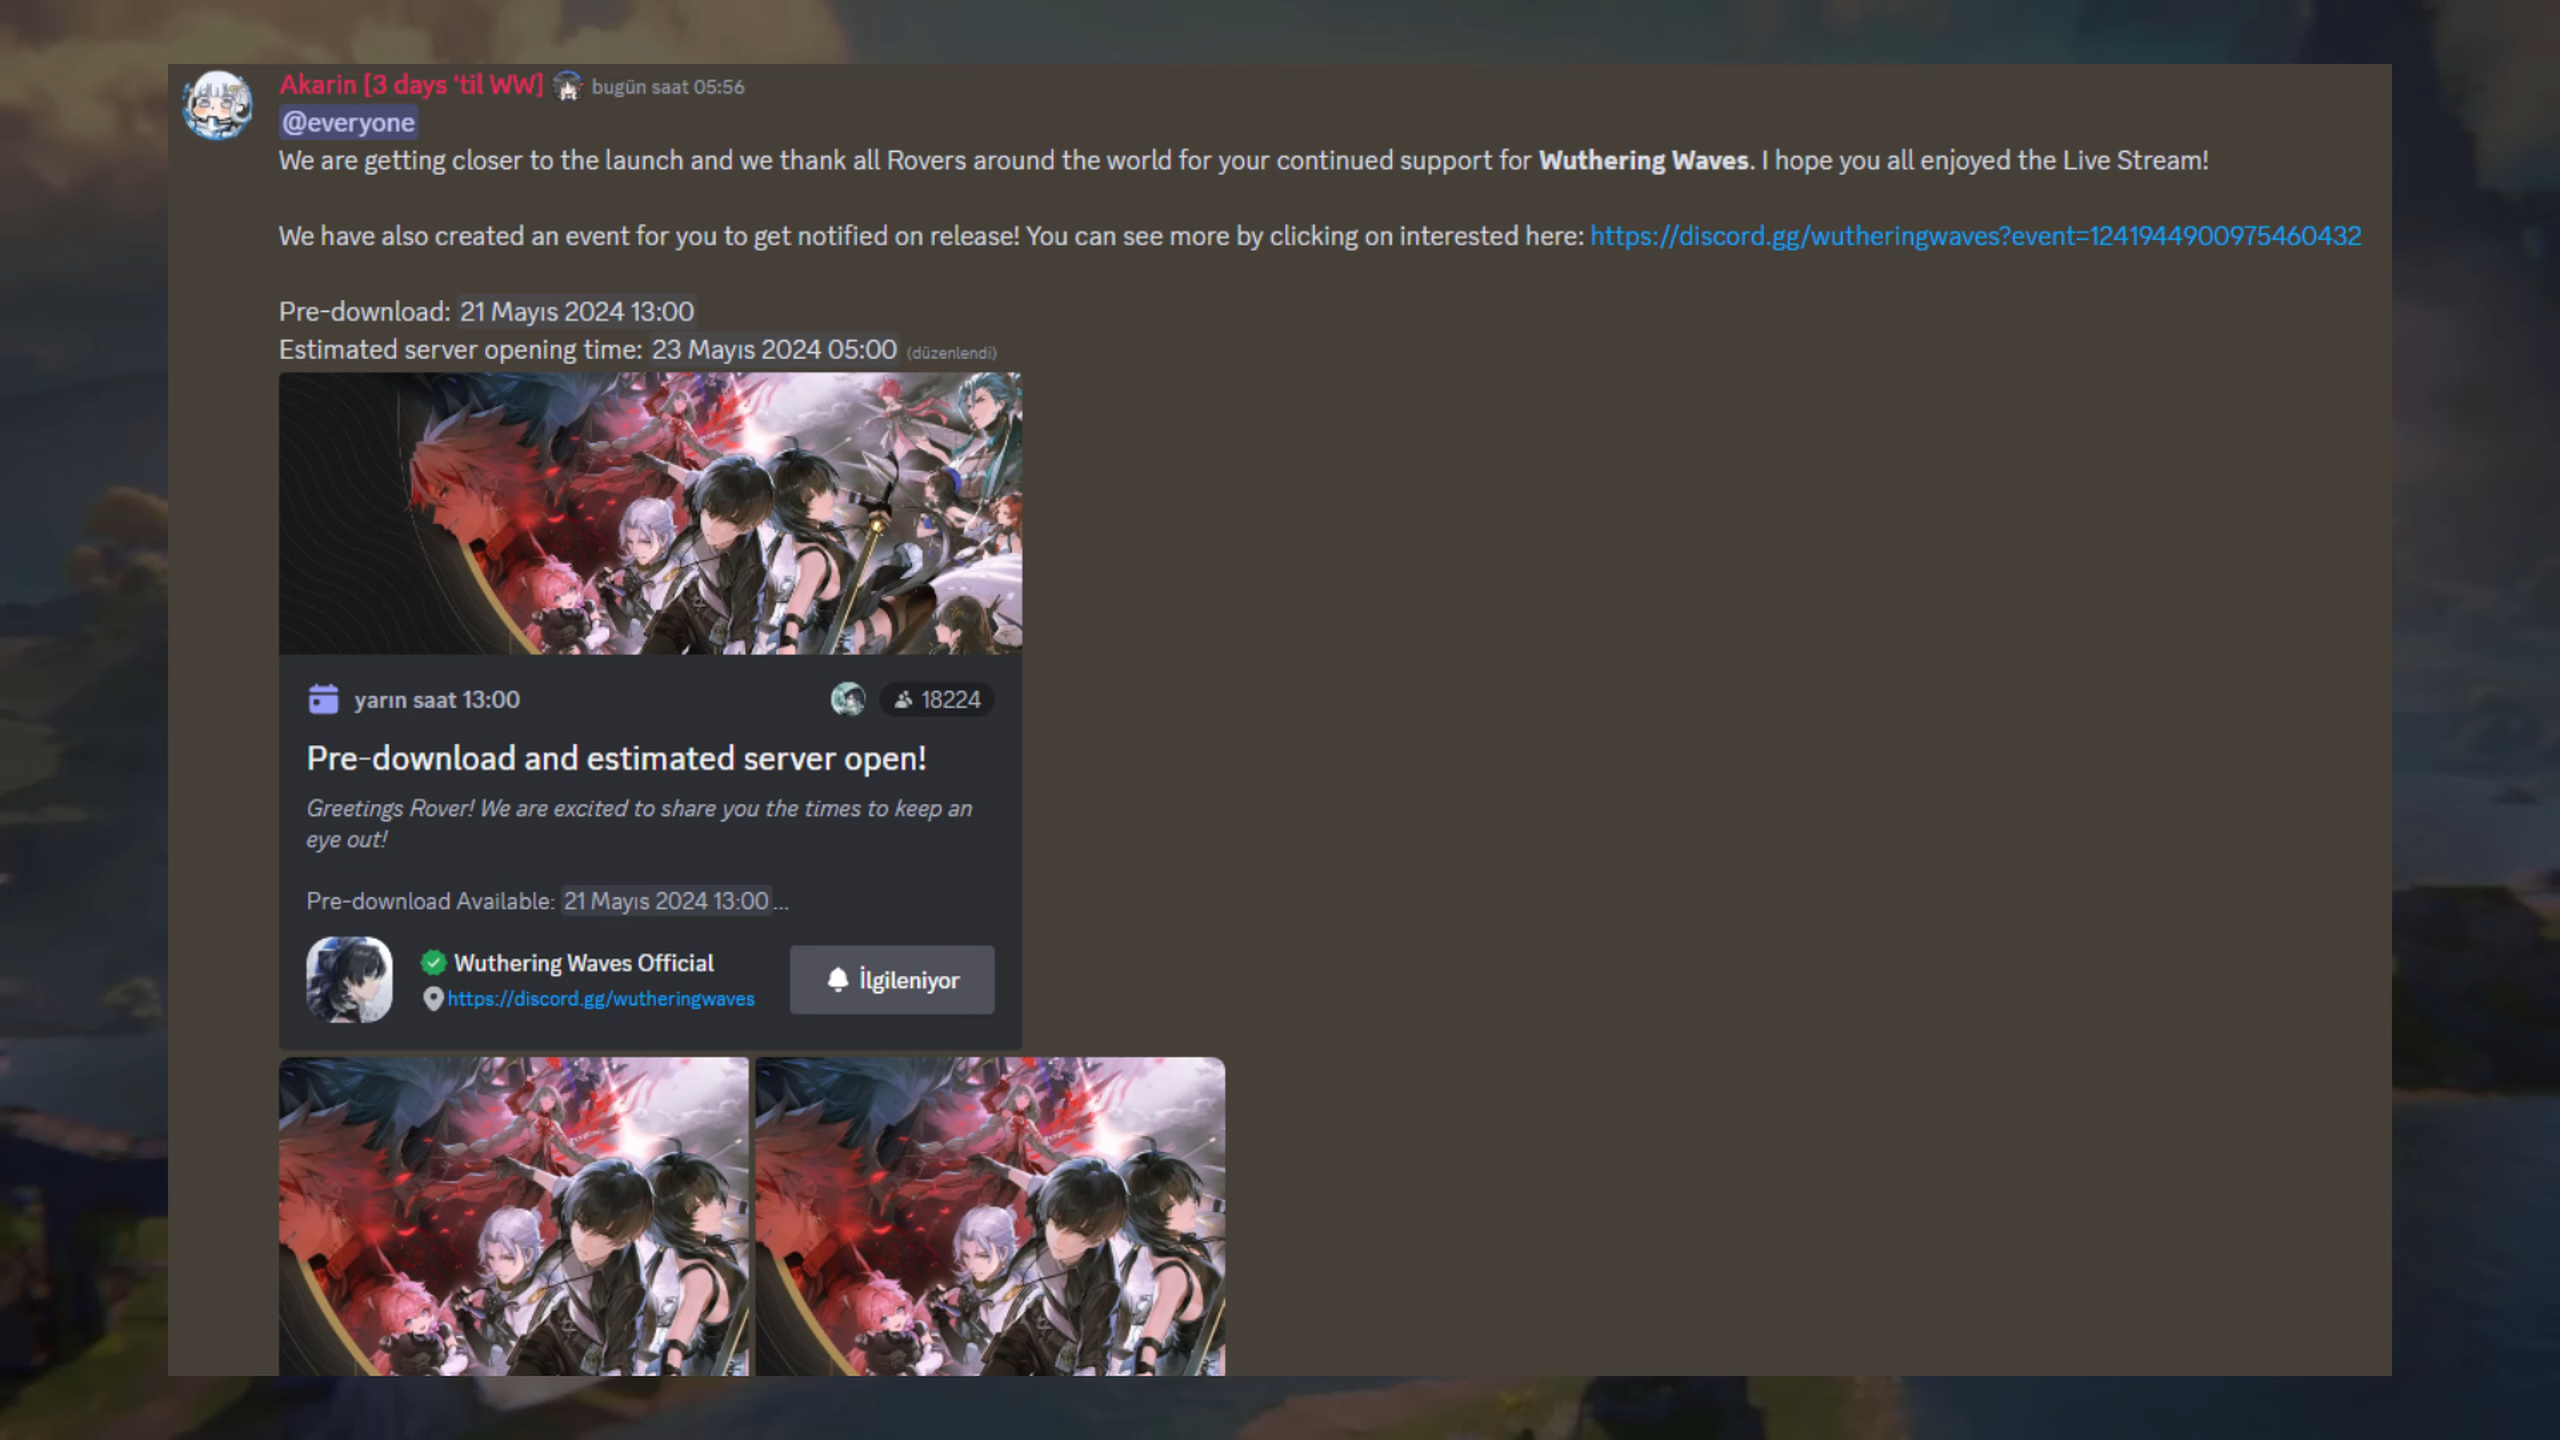 Akarin [3 days 'til WW] bugün saat 05:56
@everyone
We are getting closer to the launch and we thank all Rovers around the world for your continued support for Wuthering Waves. I hope you all enjoyed the Live Stream!
We have also created an event for you to get notified on release! You can see more by clicking on interested here: https://discord.gg/wutheringwaves?event=1241944900975460432
Pre-download: 21 Mayıs 2024 13:00
Estimated server opening time: 23 Mayıs 2024 05:00 (düzenlendi)
yarın saat 13:00 18224
Pre-download and estimated server open!
Greetings Rover! We are excited to share you the times to keep an
eye out!
Pre-download Available: 21 Mayıs 2024 13:00...
Wuthering Waves Official
https://discord.gg/wutheringwaves
İlgileniyor